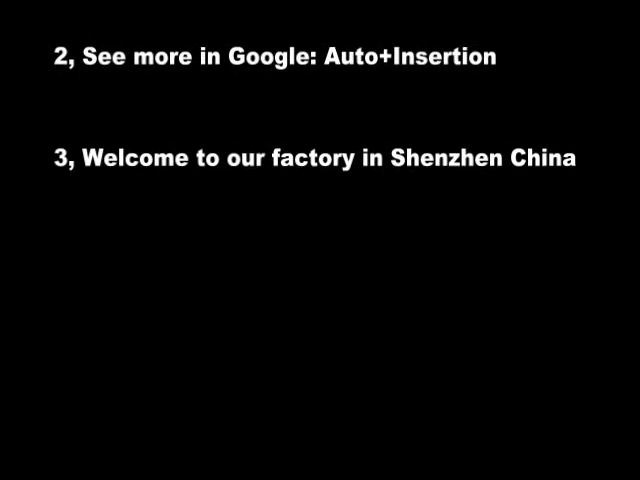 2, See more in Google: Auto+Insertion
3, Welcome to our factory in Shenzhen China